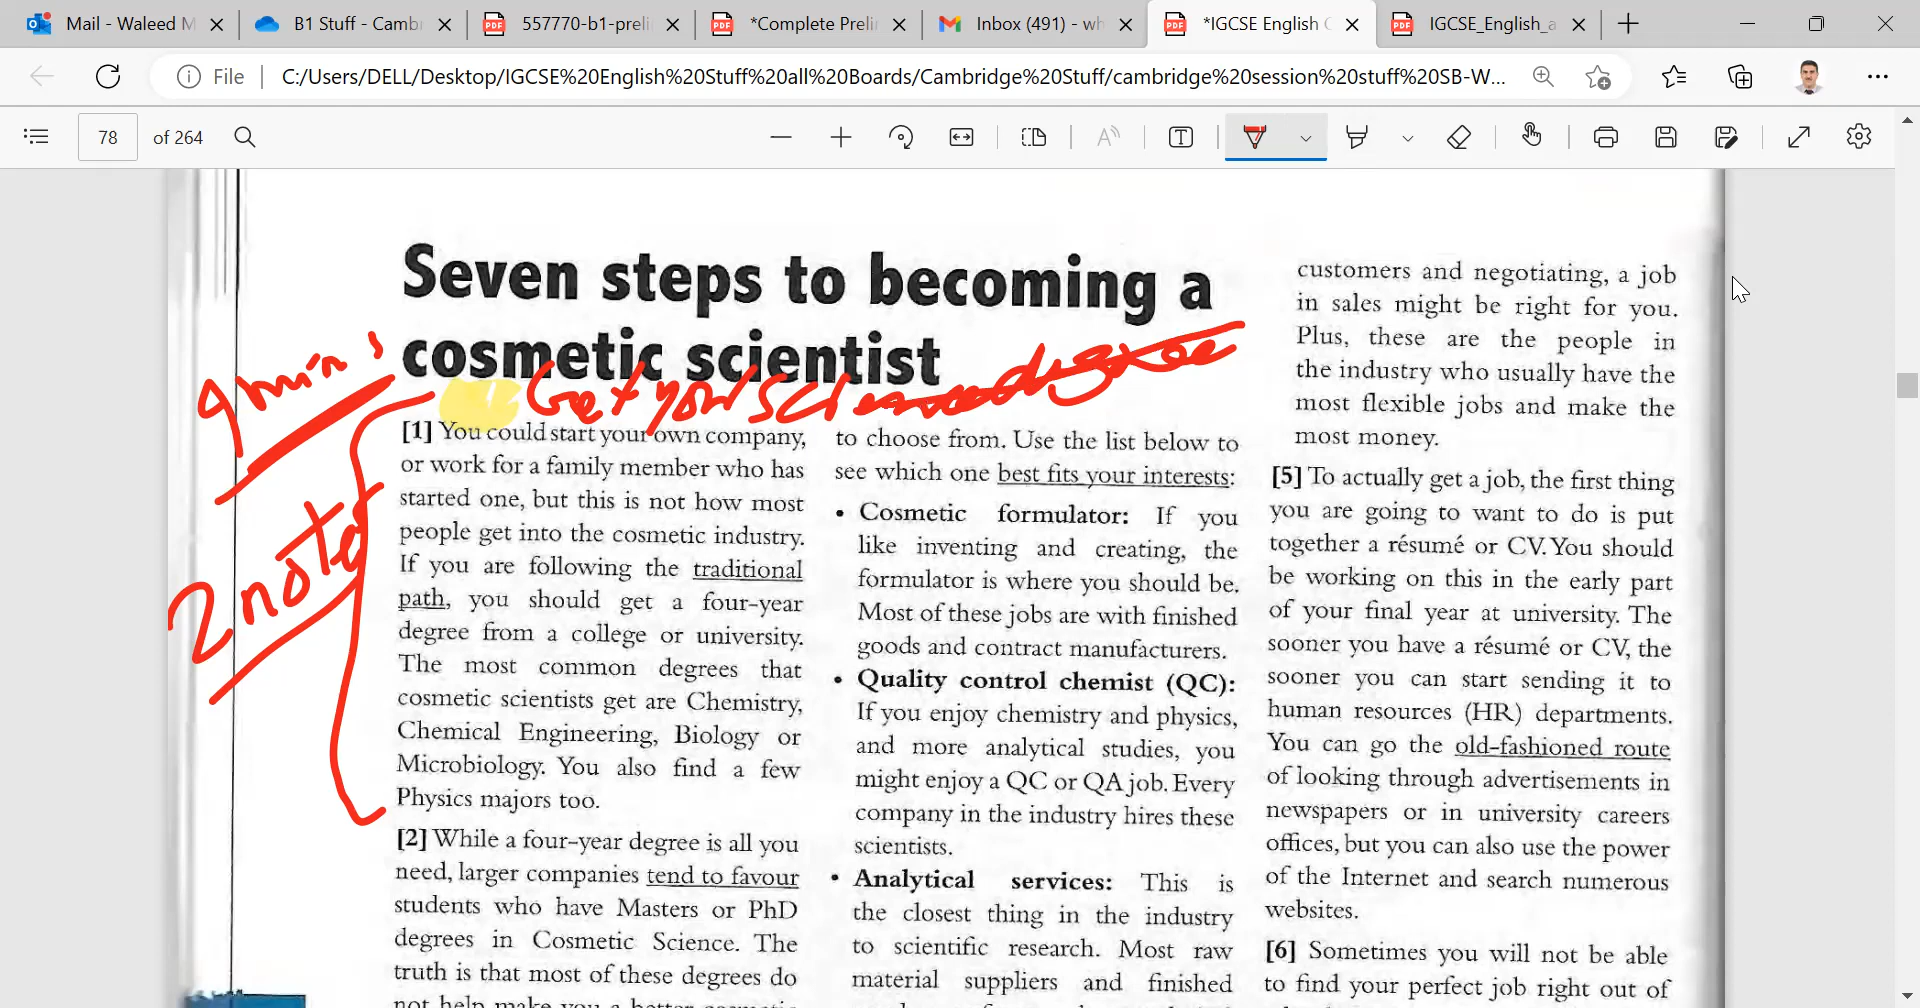 Mail - Waleed M
B1 Stuff - Cambr
557770-b1-preli
*Complete Prelir
Inbox (491) - wh
*IGCSE English C
IGCSE_English_a
File
C:/Users/DELL/Desktop/IGCSE%20English%20Stuff%20all%20Boards/Cambridge%20Stuff/cambridge%20session%20stuff%20SB-W...
78 of 264
Seven steps to becoming a
cosmetic scientist
Get your science degree
4 mins
2 notes
[1] You could start your own company,
or work for a family member who has
started one, but this is not how most
people get into the cosmetic industry.
If you are following the traditional
path, you should get a four-year
degree from a college or university.
The most common degrees that
cosmetic scientists get are Chemistry,
Chemical Engineering, Biology or
Microbiology. You also find a few
Physics majors too.
[2] While a four-year degree is all you
need, larger companies tend to favour
students who have Masters or PhD
degrees in Cosmetic Science. The
truth is that most of these degrees do
not help make you a better cosmetic
to choose from. Use the list below to
see which one best fits your interests:
• Cosmetic formulator: If you
like inventing and creating, the
formulator is where you should be.
Most of these jobs are with finished
goods and contract manufacturers.
• Quality control chemist (QC):
If you enjoy chemistry and physics,
and more analytical studies, you
might enjoy a QC or QA job. Every
company in the industry hires these
scientists.
• Analytical services: This is
the closest thing in the industry
to scientific research. Most raw
material suppliers and finished
customers and negotiating, a job
in sales might be right for you.
Plus, these are the people in
the industry who usually have the
most flexible jobs and make the
most money.
[5] To actually get a job, the first thing
you are going to want to do is put
together a résumé or CV. You should
be working on this in the early part
of your final year at university. The
sooner you have a résumé or CV, the
sooner you can start sending it to
human resources (HR) departments.
You can go the old-fashioned route
of looking through advertisements in
newspapers or in university careers
offices, but you can also use the power
of the Internet and search numerous
websites.
[6] Sometimes you will not be able
to find your perfect job right out of